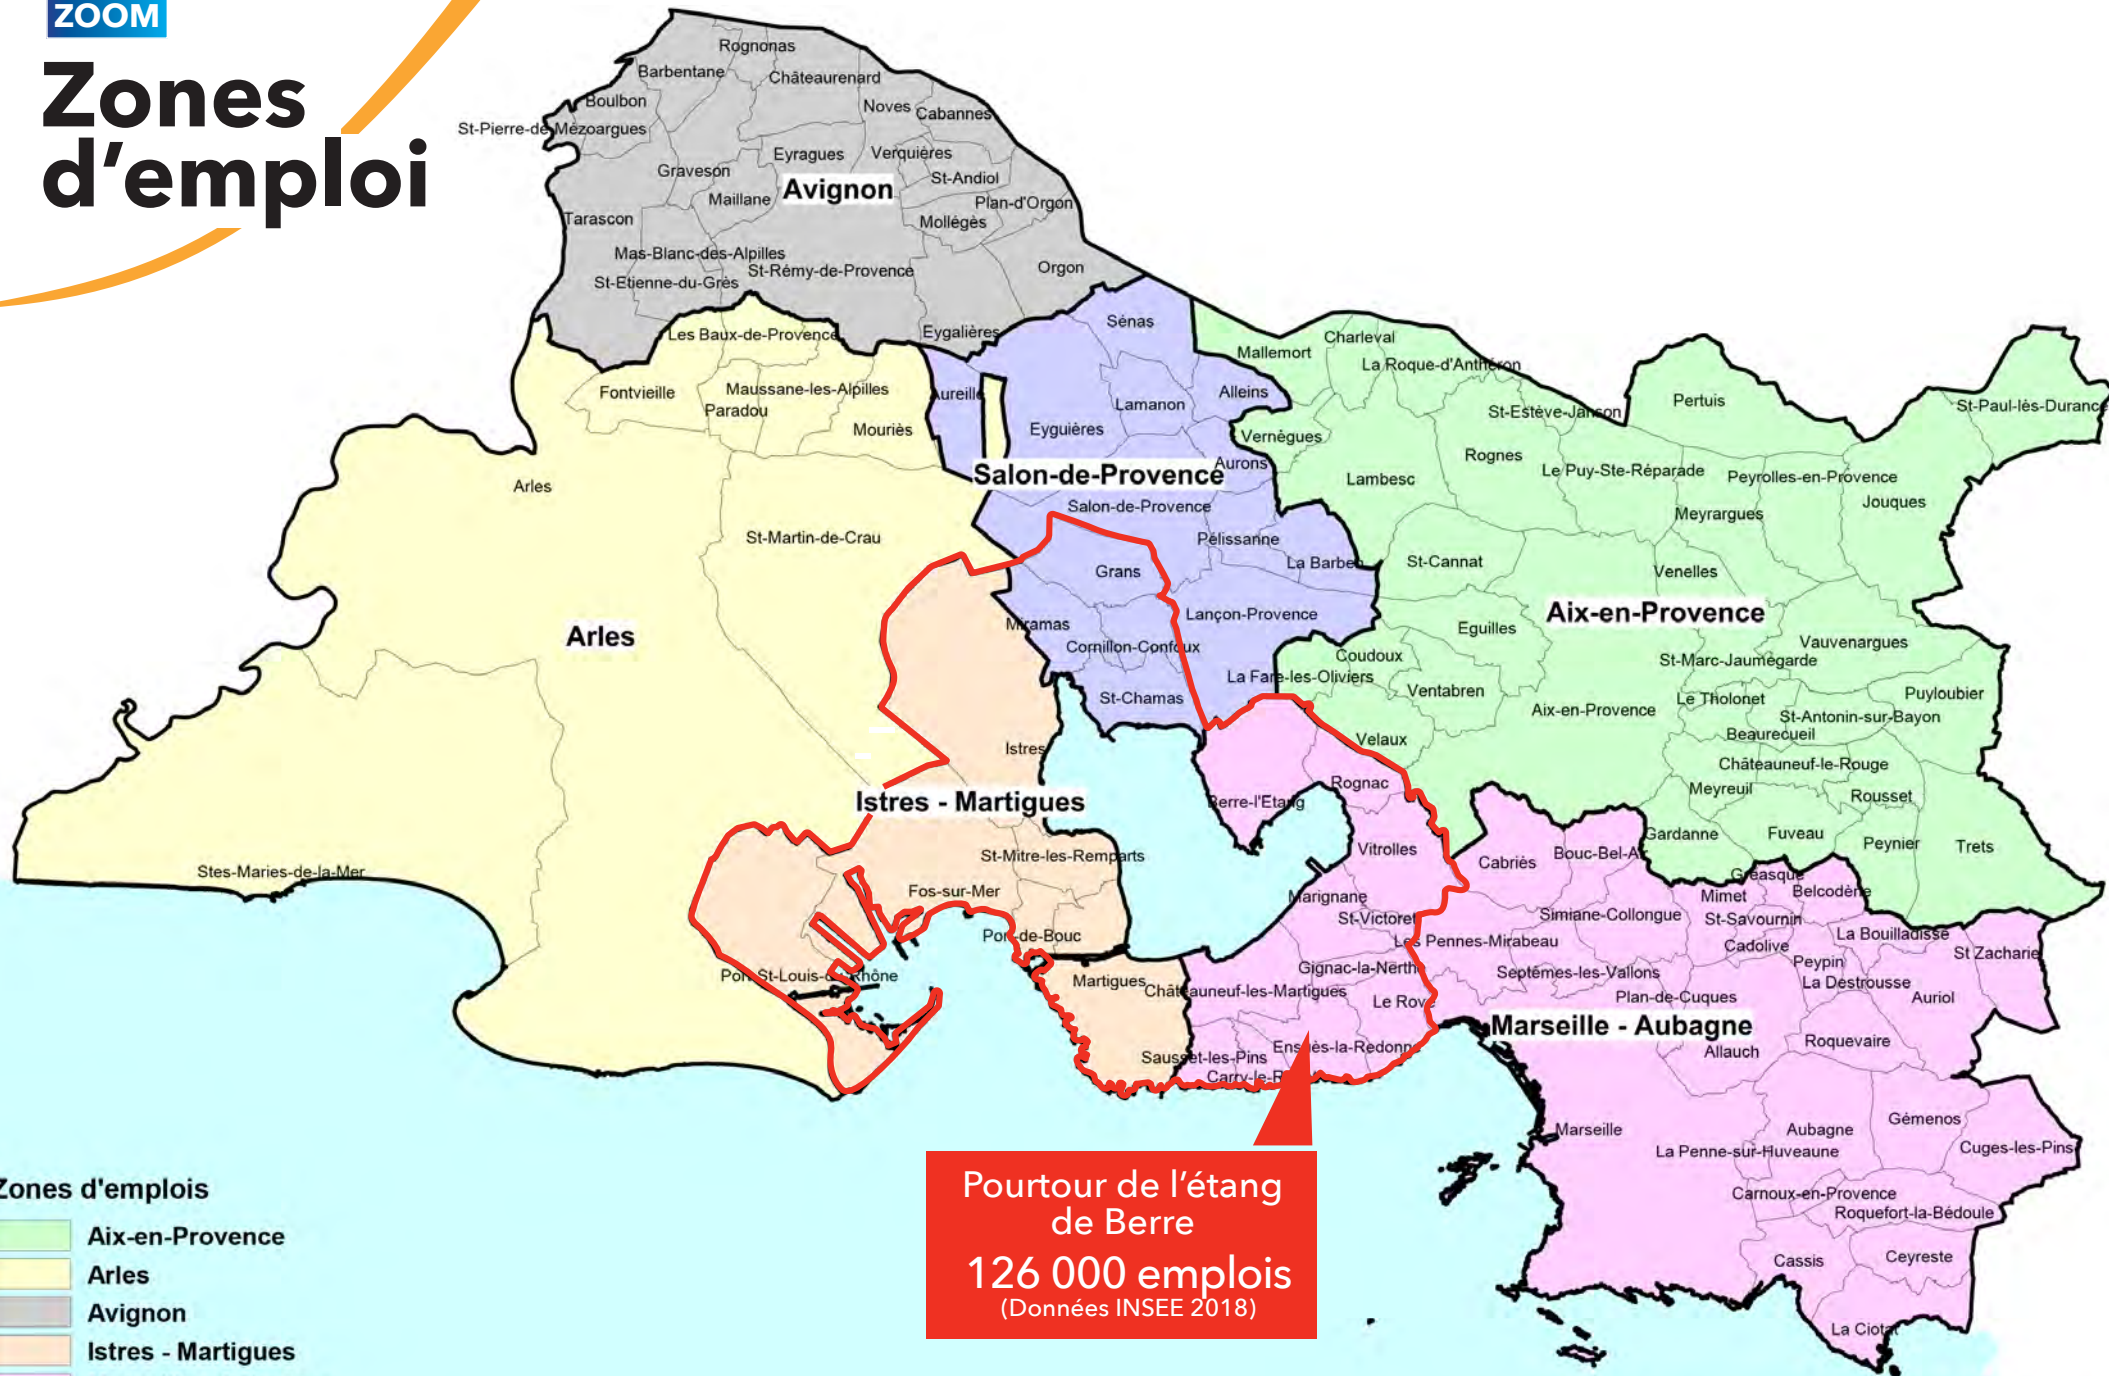 ZOOM
Zones
d'emploi
Rognonas
Barbentane
Châteaurenard
Boulbon
Noves
Cabannes
St-Pierre-de-Mézoargues
Eyragues
Verquières
Graveson
St-Andiol
Maillane
Avignon
Plan-d'Orgon
Tarascon
Mollégès
Mas-Blanc-des-Alpilles
St-Rémy-de-Provence
Orgon
St-Etienne-du-Grès
Eygalières
Les Baux-de-Provence
Sénas
Mallemort
Charleval
La Roque-d'Anthéron
Fontvieille
Maussane-les-Alpilles
Paradou
Mouriès
Aureille
Lamanon
Alleins
Eyguières
Vernègues
St-Estève-Janson
Pertuis
St-Paul-lès-Durance
Salon-de-Provence
Aurons
Rognes
Le Puy-Ste-Réparade
Peyrolles-en-Provence
Lambesc
Jouques
Meyrargues
Arles
Salon-de-Provence
St-Martin-de-Crau
Pélissanne
La Barben
Grans
St-Cannat
Venelles
Arles
Miramas
Lançon-Provence
Aix-en-Provence
Cornillon-Confoux
Eguilles
Vauvenargues
Coudoux
St-Marc-Jaumegarde
La Fare-les-Oliviers
Ventabren
St-Chamas
Le Tholonet
Puyloubier
Aix-en-Provence
St-Antonin-sur-Bayon
Beaurecueil
Istres
Velaux
Châteauneuf-le-Rouge
Rognac
Meyreuil
Rousset
Istres - Martigues
Berre-l'Etang
Gardanne
Fuveau
Peynier
Trets
St-Mitre-les-Remparts
Vitrolles
Cabriès
Bouc-Bel-Air
Stes-Maries-de-la-Mer
Fos-sur-Mer
Gréasque
Mimet
Belcodène
Marignane
St-Victoret
Simiane-Collongue
St-Savournin
Port-de-Bouc
Les Pennes-Mirabeau
Cadolive
La Bouilladisse
St Zacharie
Port-St-Louis-du-Rhône
Martigues
Gignac-la-Nerthe
Septèmes-les-Vallons
Peypin
La Destrousse
Châteauneuf-les-Martigues
Le Rove
Plan-de-Cuques
Auriol
Marseille - Aubagne
Sausset-les-Pins
Ensuès-la-Redonne
Allauch
Roquevaire
Carry-le-R
Marseille
Aubagne
Gémenos
La Penne-sur-Huveaune
Cuges-les-Pins
Carnoux-en-Provence
Roquefort-la-Bédoule
Cassis
Ceyreste
La Ciotat
Pourtour de l'étang
de Berre
126 000 emplois
(Données INSEE 2018)
Zones d'emplois
Aix-en-Provence
Arles
Avignon
Istres - Martigues